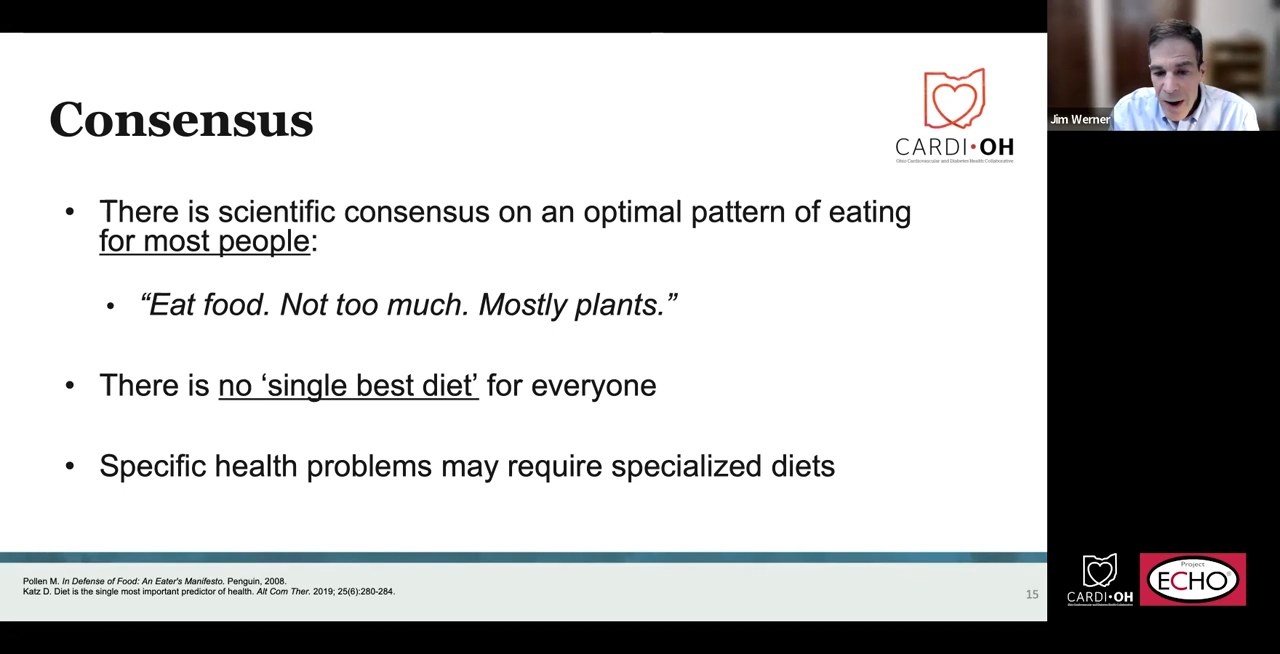 Consensus
CARDI•OH
Ohio Cardiovascular and Diabetes Health Collaborative
Jim Werner
• There is scientific consensus on an optimal pattern of eating
for most people:
• “Eat food. Not too much. Mostly plants.”
• There is no ‘single best diet’ for everyone
• Specific health problems may require specialized diets
Pollen M. In Defense of Food: An Eater's Manifesto. Penguin, 2008.
Katz D. Diet is the single most important predictor of health. Alt Com Ther. 2019; 25(6):280-284.
15
CARDI•OH
Project
ECHO®